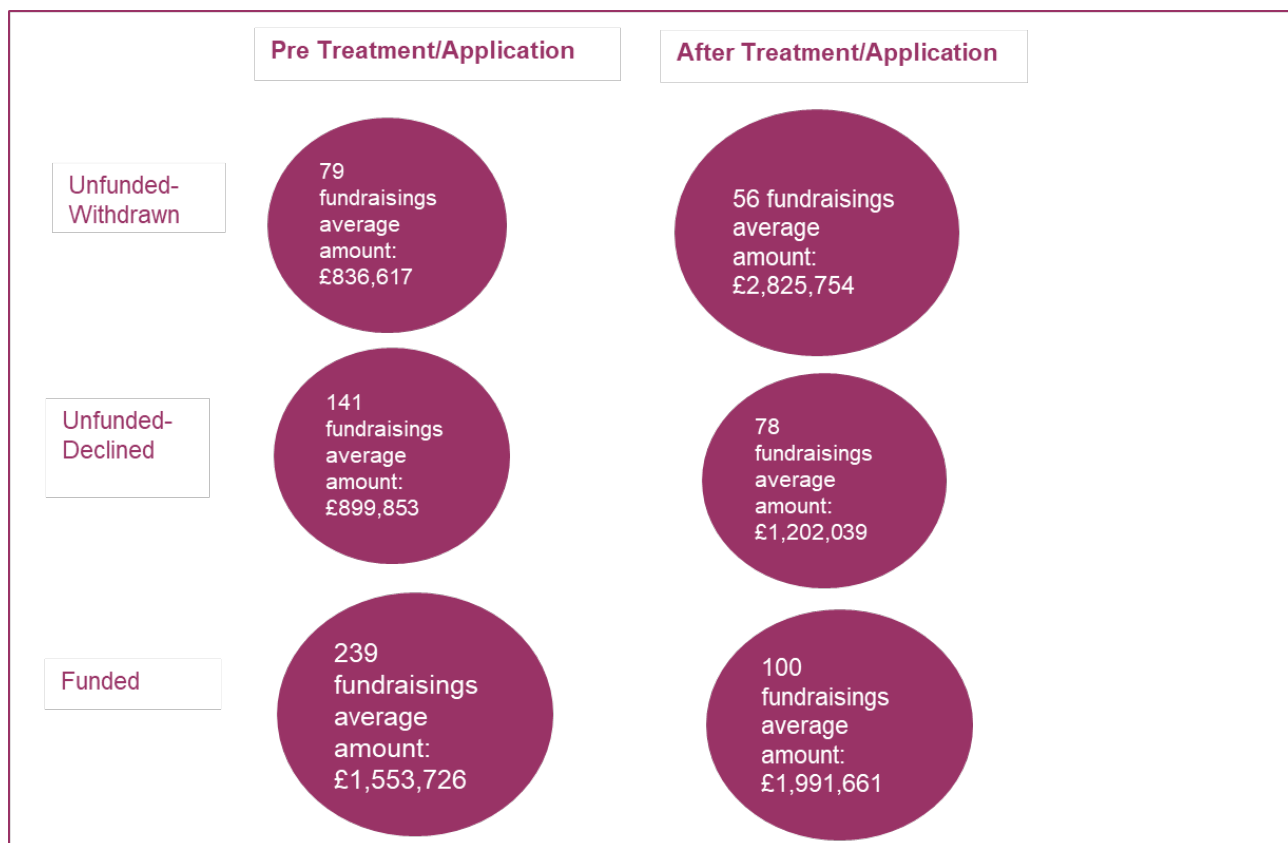 Pre Treatment/Application
After Treatment/Application
Unfunded-
Withdrawn
79
fundraisings
average
amount:
£836,617
56 fundraisings
average
amount:
£2,825,754
Unfunded-
Declined
141
fundraisings
average
amount:
£899,853
78
fundraisings
average
amount:
£1,202,039
Funded
239
fundraisings
average
amount:
£1,553,726
100
fundraisings
average
amount:
£1,991,661